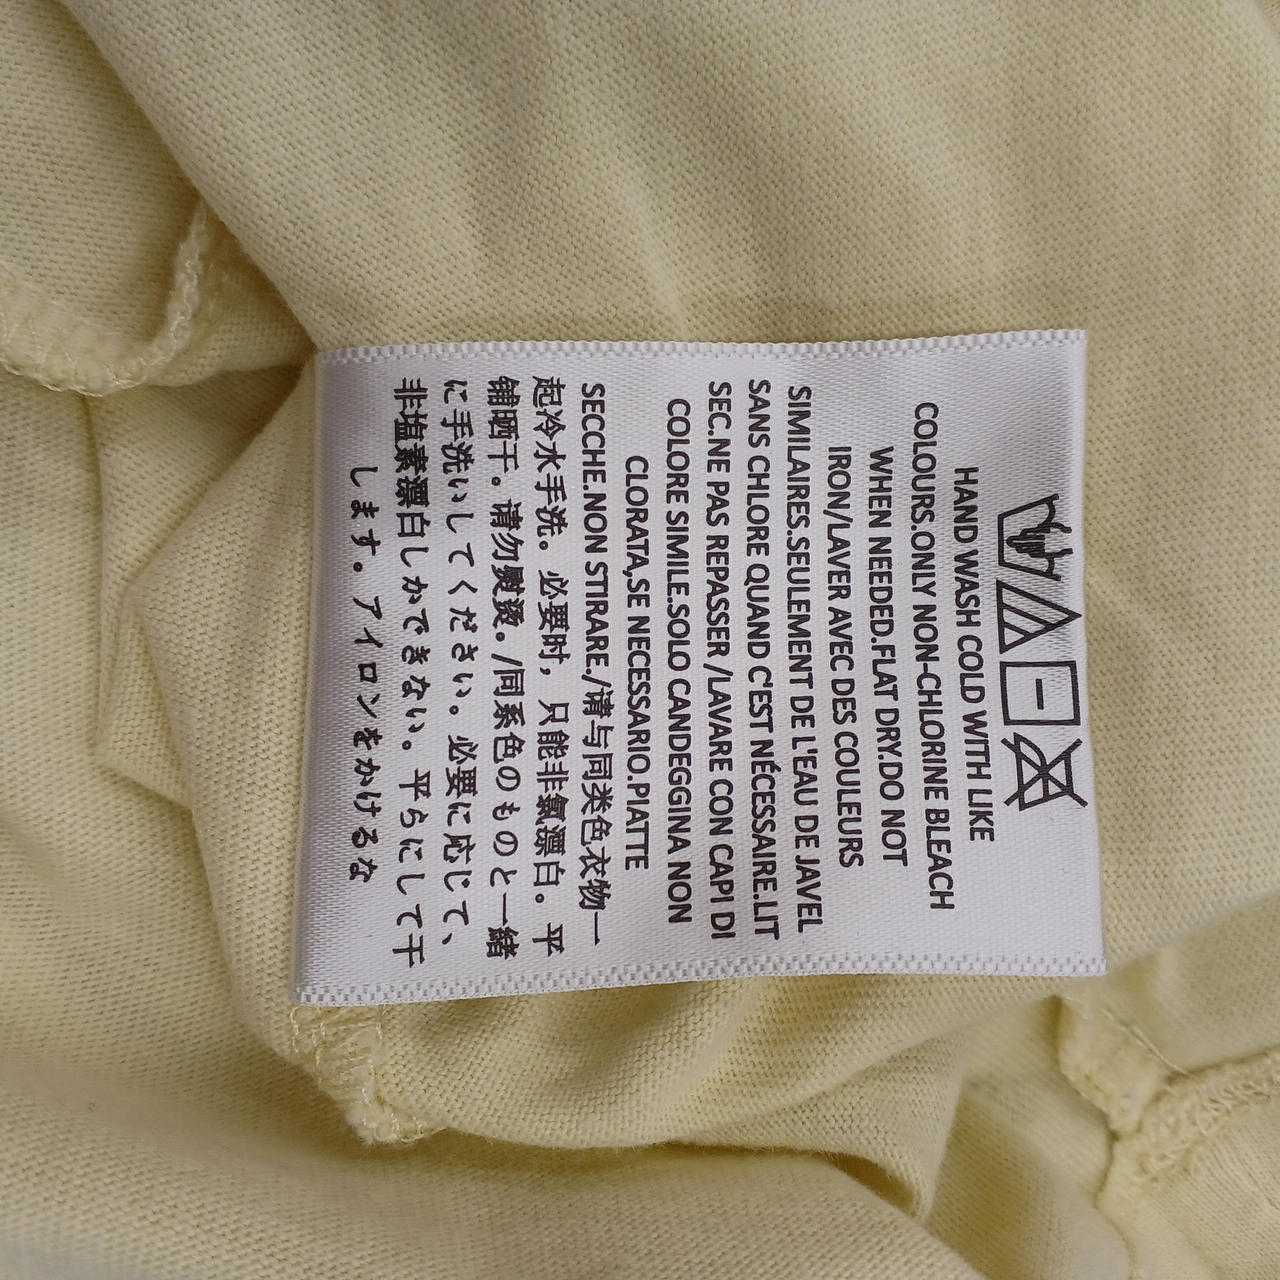 HAND WASH COLD WITH LIKE
COLOURS.ONLY NON-CHLORINE BLEACH
WHEN NEEDED.FLAT DRY.DO NOT
IRON/LAVER AVEC DES COULEURS
SIMILAIRES.SEULEMENT DE L'EAU DE JAVEL
SANS CHLORE QUAND C'EST NÉCESSAIRE.LIT
SEC.NE PAS REPASSER /LAVARE CON CAPI DI
COLORE SIMILE.SOLO CANDEGGINA NON
CLORATA,SE NECESSARIO.PIATTE
SECCHE.NON STIRARE./请与同类色衣物一
起冷水手洗。必要时，只能非氯漂白。平
铺晒干。请勿熨烫。/同系色のものと一緒
に手洗いしてください。必要に応じて、
非塩素漂白しかできない。平らにして干
します。アイロンをかけるな